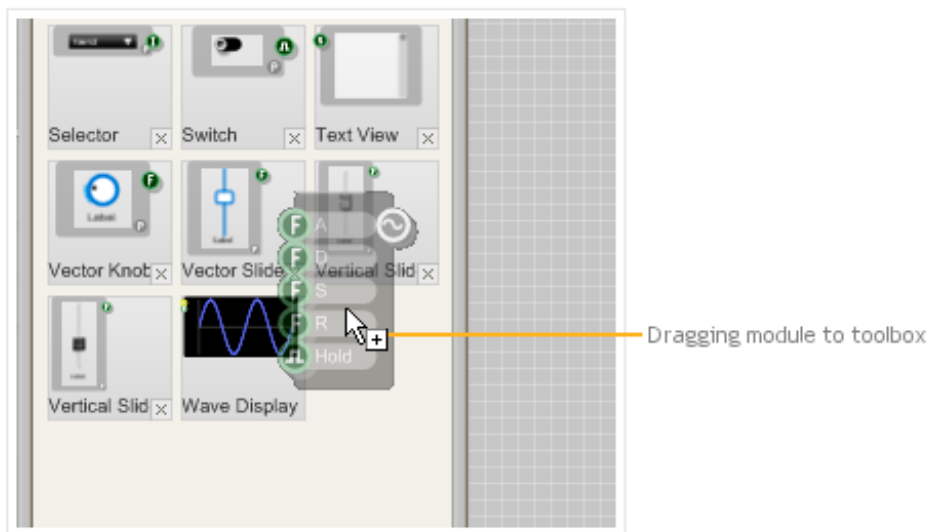 Selector
Switch
Text View
Label
Vector Knob
Vector Slide
Vertical Slid
F A
F D
F S
F R
Hold
Vertical Slid
Wave Display
Dragging module to toolbox